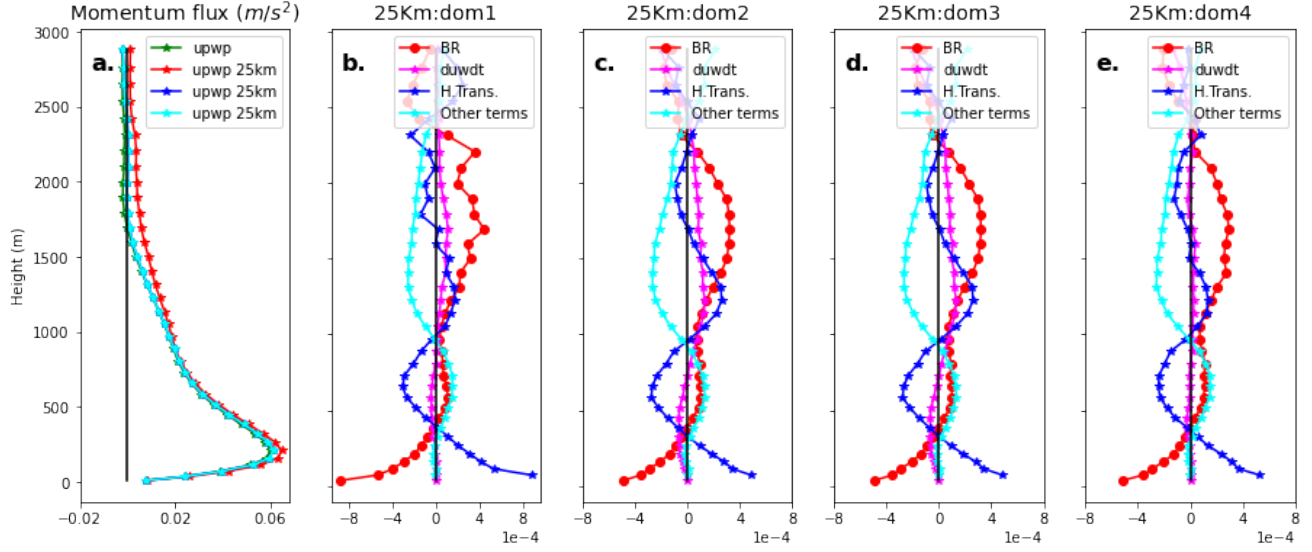 Momentum flux (m/s²)
25Km:dom1
25Km:dom2
25Km:dom3
25Km:dom4
a.
upwp
upwp 25km
upwp 25km
upwp 25km
b.
BR
duwdt
H.Trans.
Other terms
c.
BR
duwdt
H.Trans.
Other terms
d.
BR
duwdt
H.Trans.
Other terms
e.
BR
duwdt
H.Trans.
Other terms
Height (m)
3000
2500
2000
1500
1000
500
0
−0.02 0.02 0.06
−8 −4 0 4
1e−4
−8 −4 0 4 8
1e−4
−8 −4 0 4 8
1e−4
−8 −4 0 4 8
1e−4